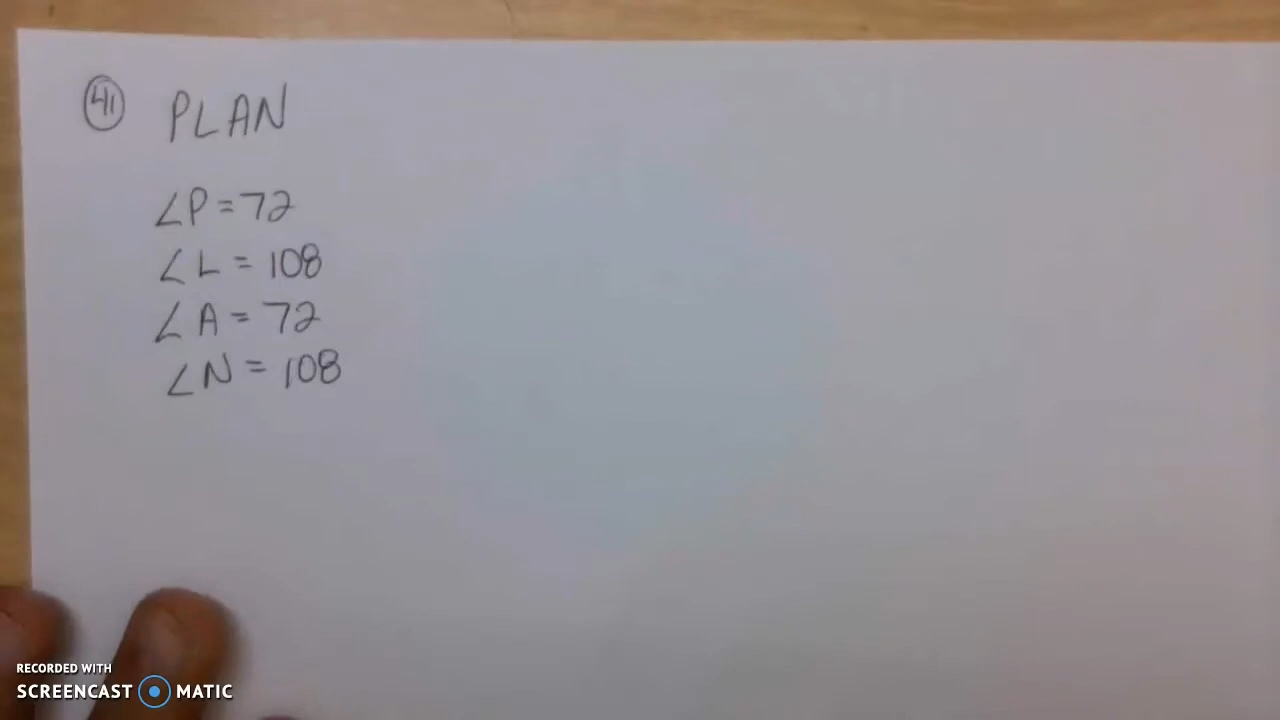 41 PLAN
∠P=72
∠L=108
∠A=72
∠N=108
RECORDED WITH
SCREENCAST MATIC